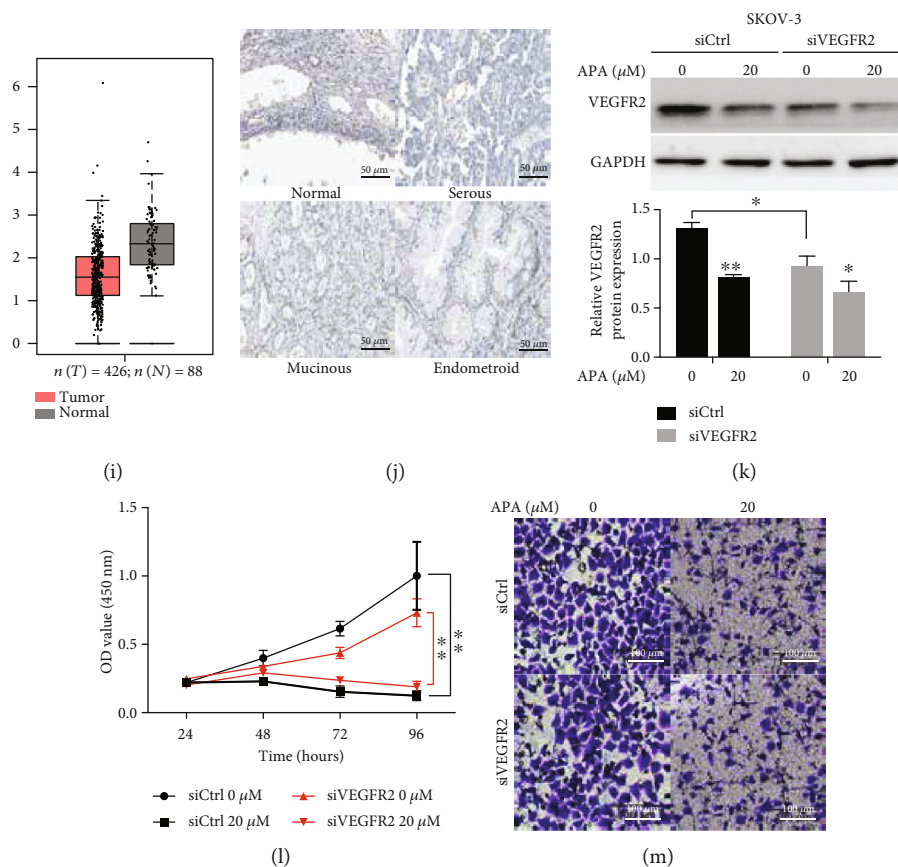 6
5
4
3
2
1
0
n (T) = 426; n (N) = 88
Tumor
Normal
(i)
50 μm
50 μm
Normal
Serous
50 μm
50 μm
Mucinous
Endometroid
(j)
SKOV-3
siCtrl
siVEGFR2
APA (μM)
0
20
0
20
VEGFR2
GAPDH
Relative VEGFR2
protein expression
1.5
1.0
0.5
0.0
*
**
*
APA (μM)
0
20
0
20
siCtrl
siVEGFR2
(k)
OD value (450 nm)
1.5
1.0
0.5
0.0
**
**
24
48
72
96
Time (hours)
siCtrl 0 μM
siVEGFR2 0 μM
siCtrl 20 μM
siVEGFR2 20 μM
(l)
APA (μM)
0
20
siCtrl
100 μm
100 μm
siVEGFR2
100 μm
100 μm
(m)